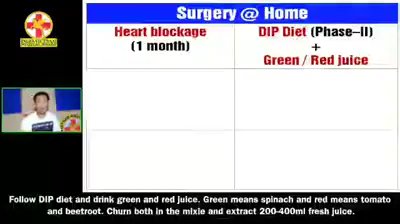 Surgery @ Home
Heart blockage
(1 month)
DIP Diet (Phase–II)
+
Green / Red juice
Follow DIP diet and drink green and red juice. Green means spinach and red means tomato
and beetroot. Churn both in the mixie and extract 200-400ml fresh juice.